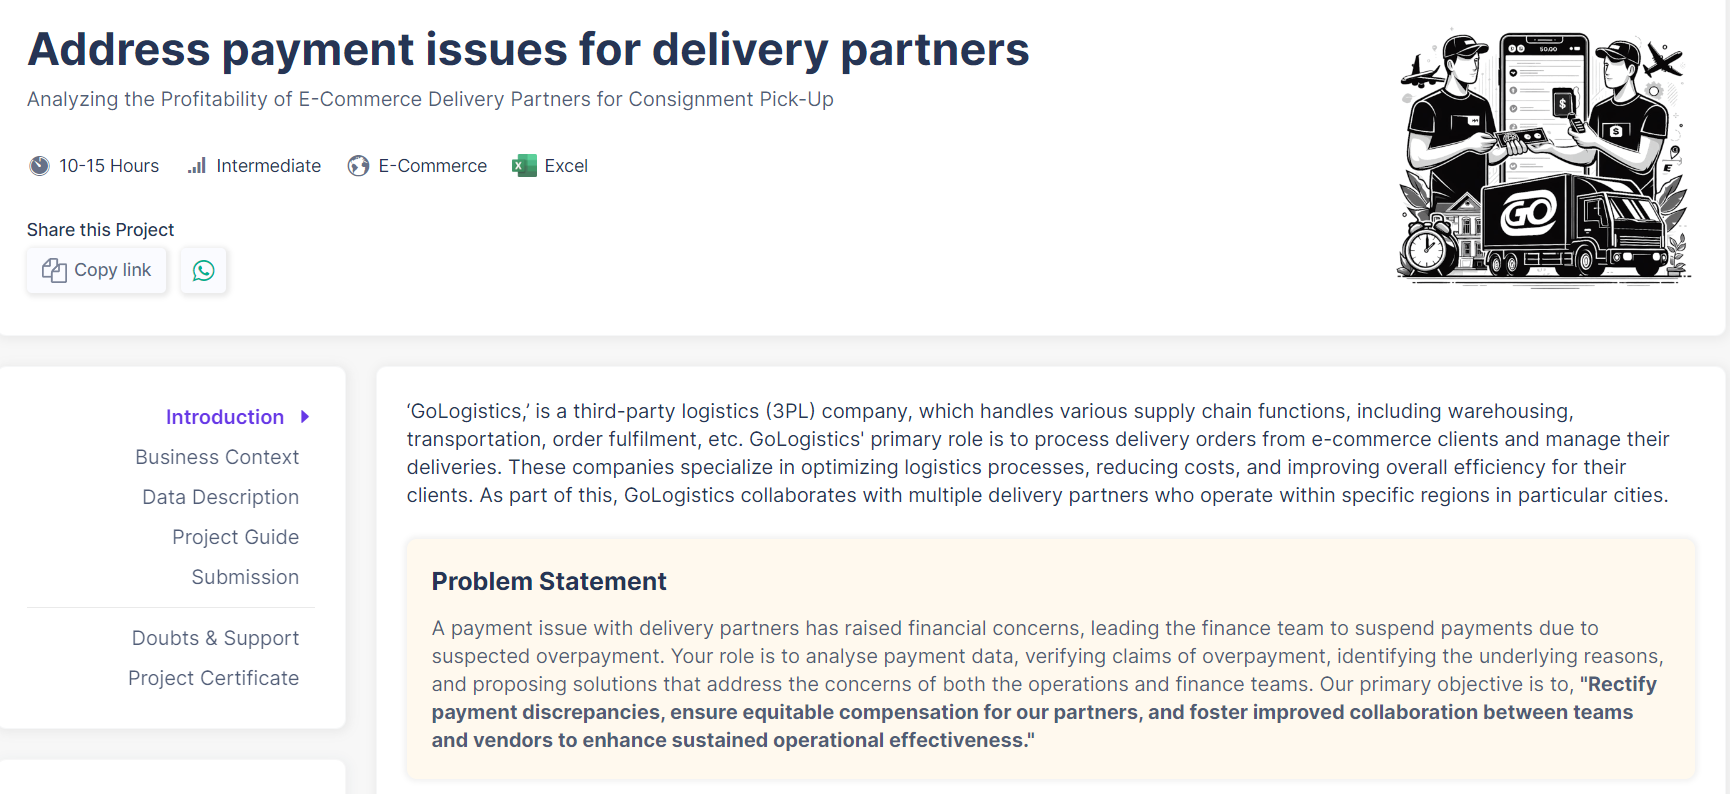 Address payment issues for delivery partners
Analyzing the Profitability of E-Commerce Delivery Partners for Consignment Pick-Up
10-15 Hours Intermediate E-Commerce Excel
Share this Project
Copy link
50.00
GO
Introduction
Business Context
Data Description
Project Guide
Submission
Doubts & Support
Project Certificate
‘GoLogistics,’ is a third-party logistics (3PL) company, which handles various supply chain functions, including warehousing,
transportation, order fulfilment, etc. GoLogistics' primary role is to process delivery orders from e-commerce clients and manage their
deliveries. These companies specialize in optimizing logistics processes, reducing costs, and improving overall efficiency for their
clients. As part of this, GoLogistics collaborates with multiple delivery partners who operate within specific regions in particular cities.
Problem Statement
A payment issue with delivery partners has raised financial concerns, leading the finance team to suspend payments due to
suspected overpayment. Your role is to analyse payment data, verifying claims of overpayment, identifying the underlying reasons,
and proposing solutions that address the concerns of both the operations and finance teams. Our primary objective is to, "Rectify
payment discrepancies, ensure equitable compensation for our partners, and foster improved collaboration between teams
and vendors to enhance sustained operational effectiveness."